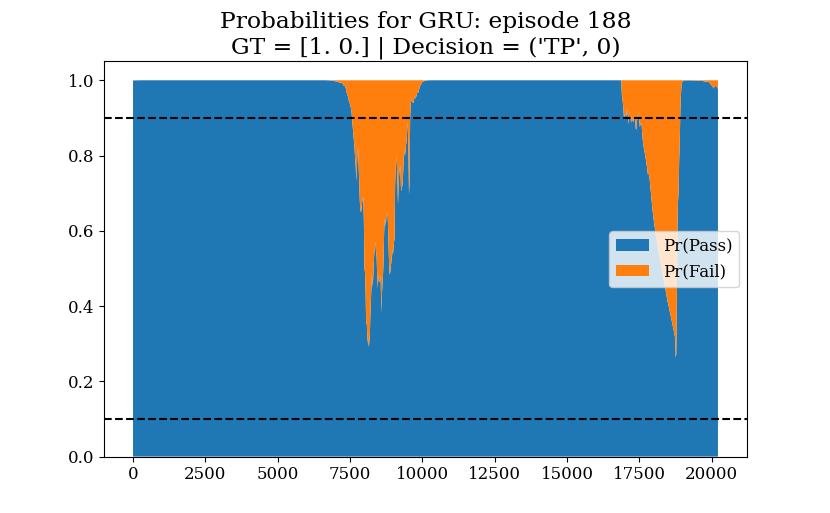 Probabilities for GRU: episode 188
GT = [1. 0.] | Decision = ('TP', 0)
1.0
0.8
0.6
0.4
0.2
0.0
Pr(Pass)
Pr(Fail)
0 2500 5000 7500 10000 12500 15000 17500 20000